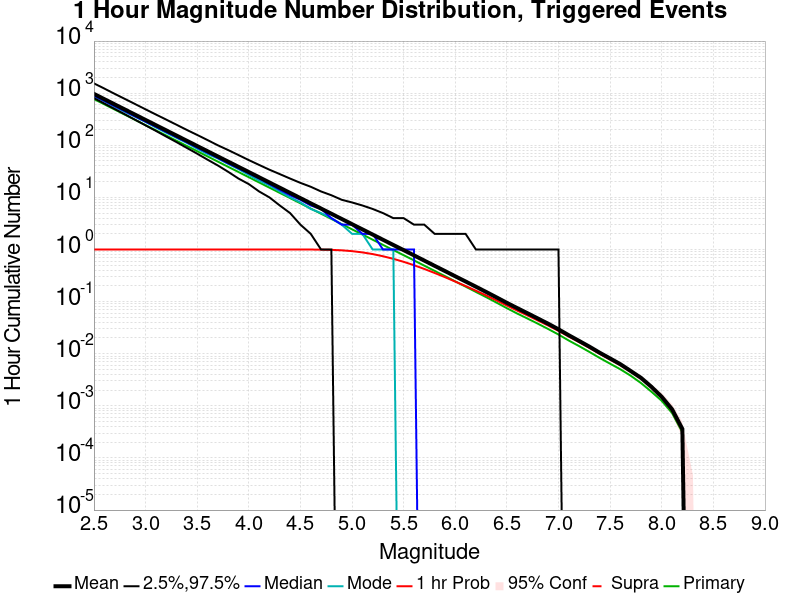 1 Hour Magnitude Number Distribution, Triggered Events
1 Hour Cumulative Number
10^4
10^3
10^2
10^1
10^0
10^-1
10^-2
10^-3
10^-4
10^-5
2.5 3.0 3.5 4.0 4.5 5.0 5.5 6.0 6.5 7.0 7.5 8.0 8.5 9.0
Magnitude
Mean 2.5%,97.5% Median Mode 1 hr Prob 95% Conf Supra Primary